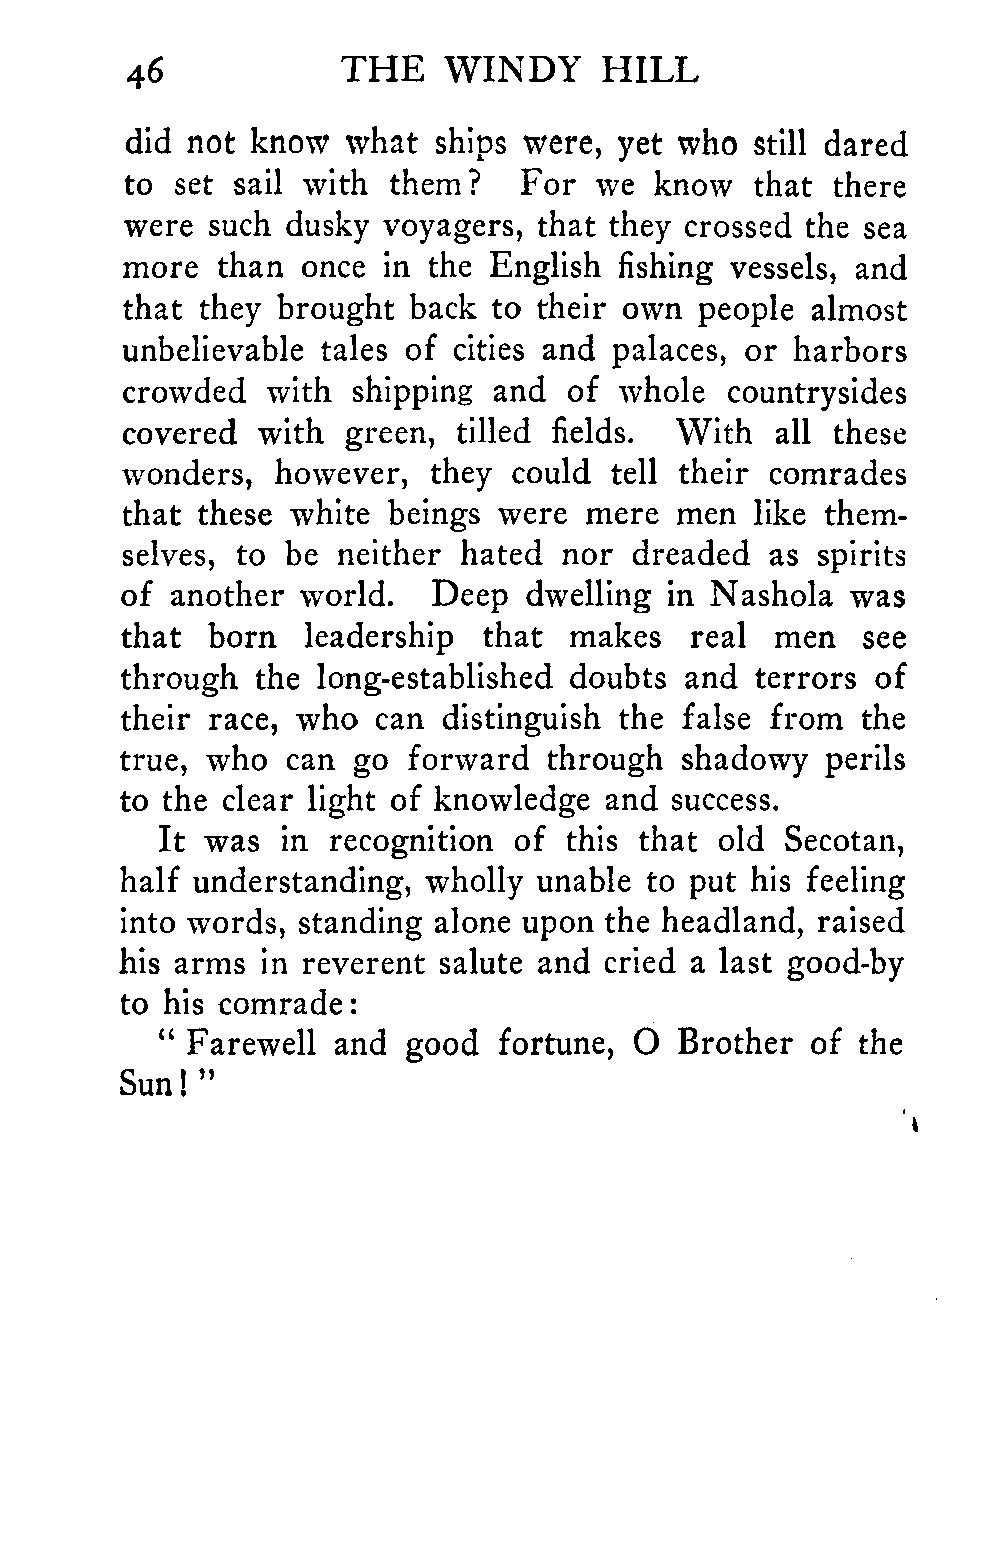 46 THE WINDY HILL
did not know what ships were, yet who still dared
to set sail with them? For we know that there
were such dusky voyagers, that they crossed the sea
more than once in the English fishing vessels, and
that they brought back to their own people almost
unbelievable tales of cities and palaces, or harbors
crowded with shipping and of whole countrysides
covered with green, tilled fields. With all these
wonders, however, they could tell their comrades
that these white beings were mere men like them-
selves, to be neither hated nor dreaded as spirits
of another world. Deep dwelling in Nashola was
that born leadership that makes real men see
through the long-established doubts and terrors of
their race, who can distinguish the false from the
true, who can go forward through shadowy perils
to the clear light of knowledge and success.
It was in recognition of this that old Secotan,
half understanding, wholly unable to put his feeling
into words, standing alone upon the headland, raised
his arms in reverent salute and cried a last good-by
to his comrade:
“ Farewell and good fortune, O Brother of the
Sun! ”